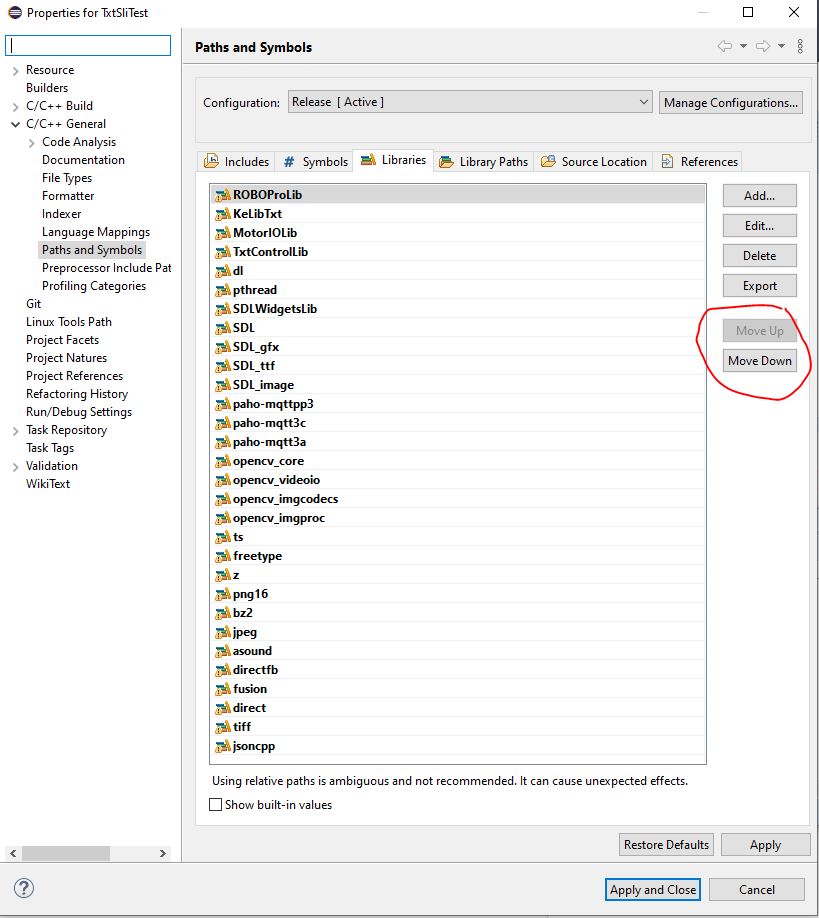 Properties for TxtSliTest
Paths and Symbols
Resource
Builders
C/C++ Build
C/C++ General
Code Analysis
Documentation
File Types
Formatter
Indexer
Language Mappings
Paths and Symbols
Preprocessor Include Pat
Profiling Categories
Git
Linux Tools Path
Project Facets
Project Natures
Project References
Refactoring History
Run/Debug Settings
Task Repository
Task Tags
Validation
WikiText
Configuration:
Release [ Active ]
Manage Configurations...
Includes
# Symbols
Libraries
Library Paths
Source Location
References
ROBOProLib
KeLibTxt
MotorIOLib
TxtControlLib
dl
pthread
SDLWidgetsLib
SDL
SDL_gfx
SDL_ttf
SDL_image
paho-mqttpp3
paho-mqtt3c
paho-mqtt3a
opencv_core
opencv_videoio
opencv_imgcodecs
opencv_imgproc
ts
freetype
z
png16
bz2
jpeg
asound
directfb
fusion
direct
tiff
jsoncpp
Add...
Edit...
Delete
Export
Move Up
Move Down
Using relative paths is ambiguous and not recommended. It can cause unexpected effects.
Show built-in values
Restore Defaults
Apply
?
Apply and Close
Cancel